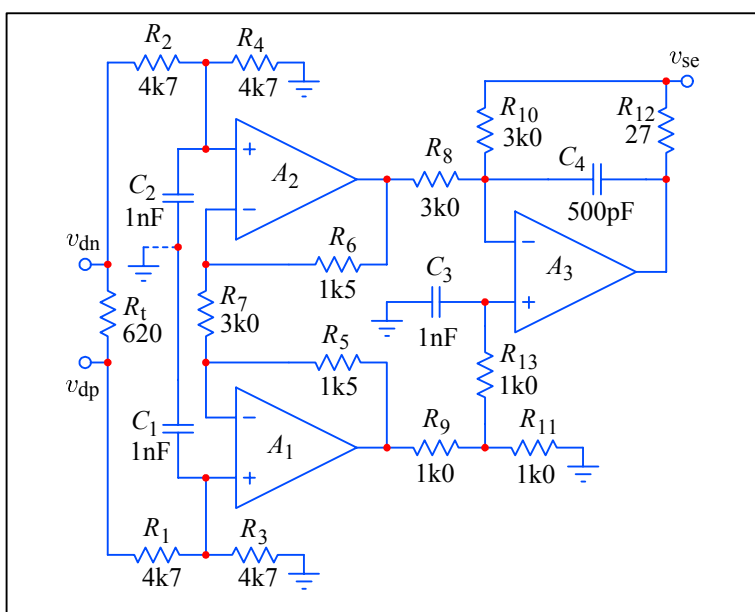 R2
4k7
R4
4k7
vse
R10
3k0
R12
27
C2
1nF
+
A2
−
R8
3k0
C4
500pF
vdn
R6
1k5
−
A3
+
Rt
620
R7
3k0
C3
1nF
vdp
R5
1k5
R13
1k0
C1
1nF
−
A1
+
R9
1k0
R11
1k0
R1
4k7
R3
4k7